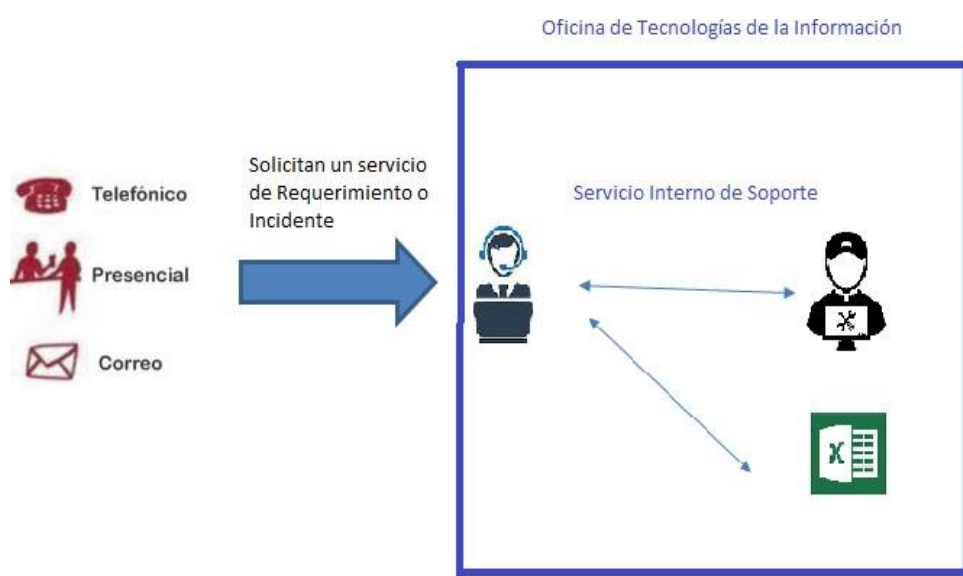 Oficina de Tecnologías de la Información
Solicitan un servicio
de Requerimiento o
Incidente
Telefónico
Servicio Interno de Soporte
Presencial
Correo
X